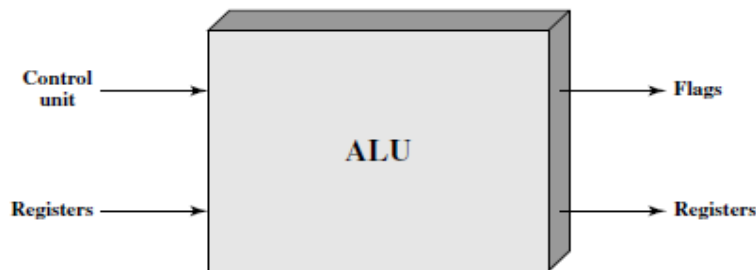 Control
unit
Flags
ALU
Registers
Registers